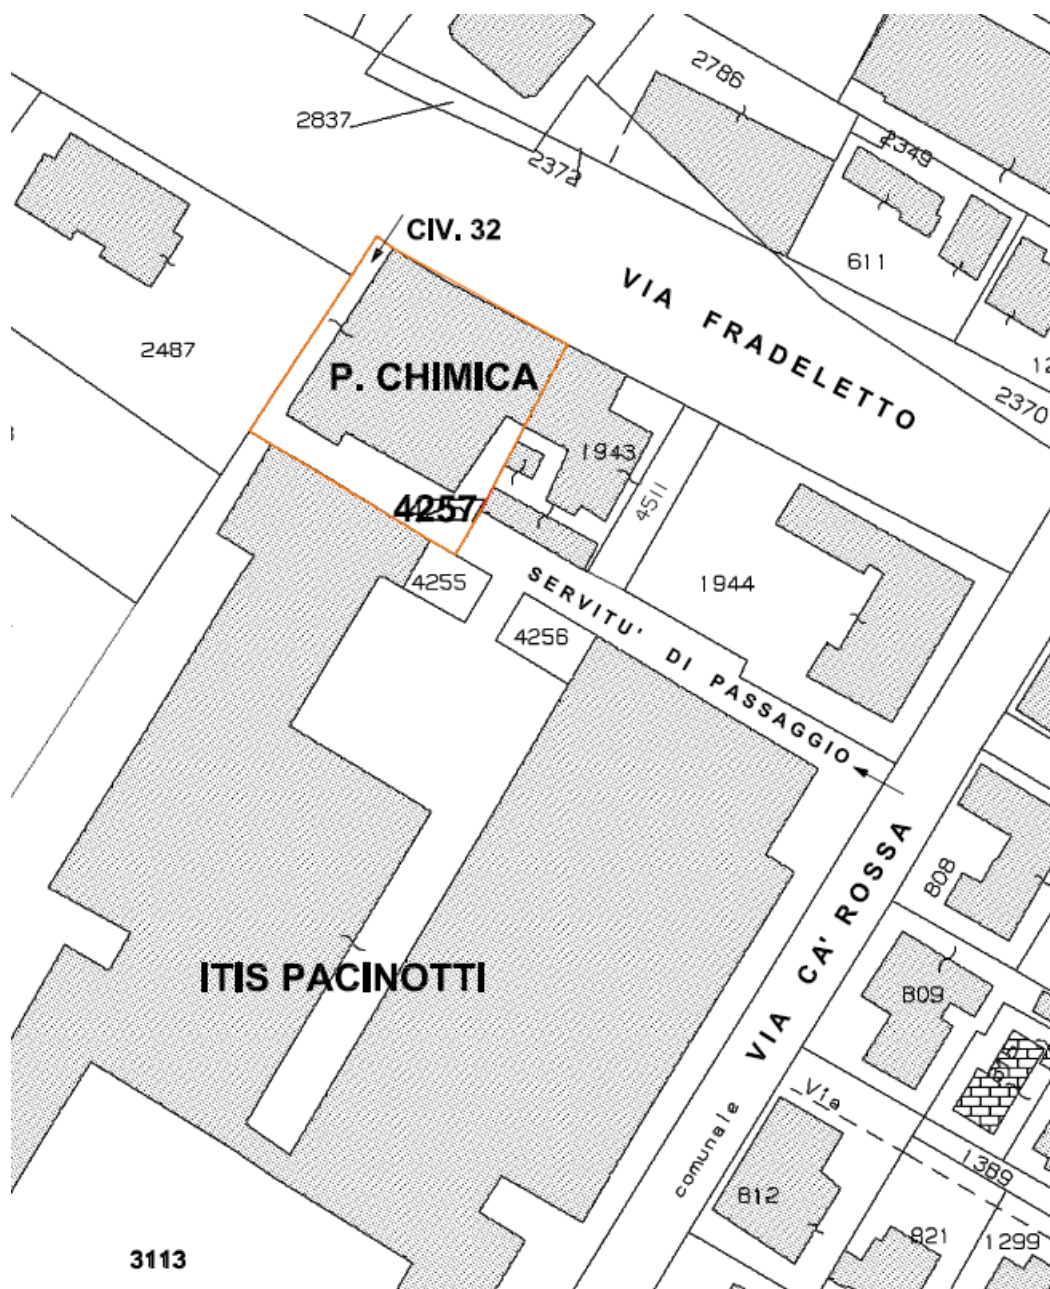 2786
2837
2349
2372
CIV. 32
611
VIA FRADELETTO
2487
P. CHIMICA
12
2370
1943
4257
4511
4255
SERVITU' DI PASSAGGIO
1944
4256
VIA CA' ROSSA
808
ITIS PACINOTTI
809
Via
comunale
1389
812
821
1299
3113